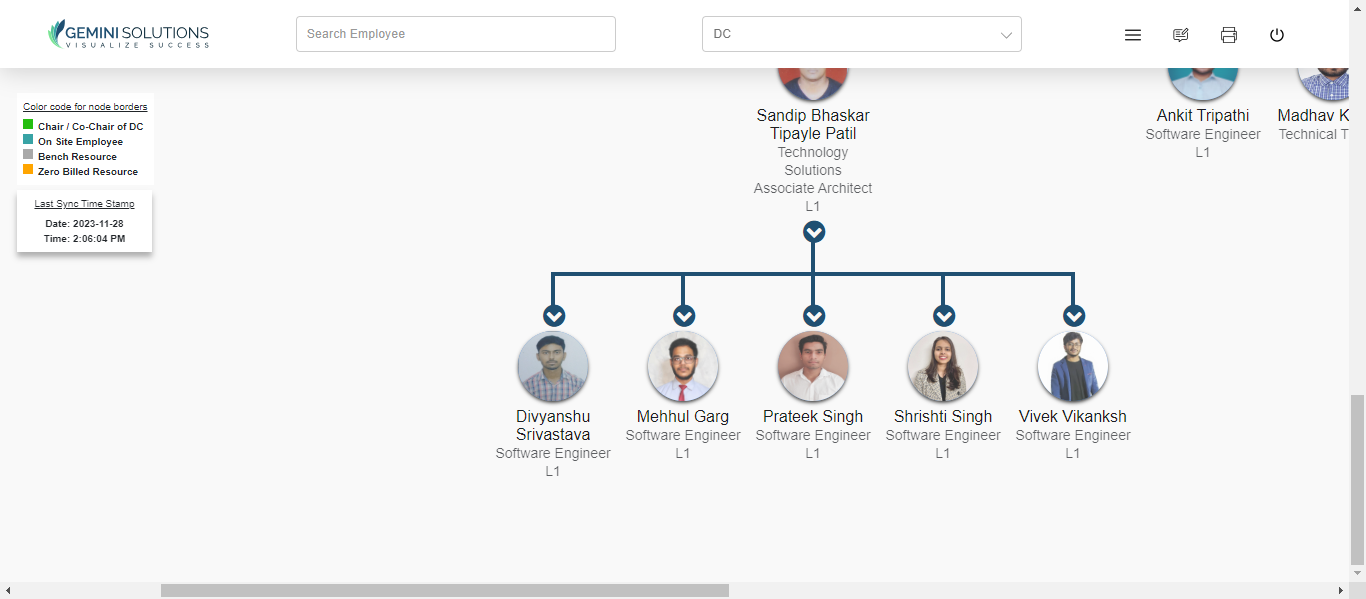 GEMINI SOLUTIONS
VISUALIZE SUCCESS
Search Employee
DC
Color code for node borders
Chair / Co-Chair of DC
On Site Employee
Bench Resource
Zero Billed Resource
Last Sync Time Stamp
Date: 2023-11-28
Time: 2:06:04 PM
Sandip Bhaskar
Tipayle Patil
Technology
Solutions
Associate Architect
L1
Ankit Tripathi
Software Engineer
L1
Madhav K
Technical T
Divyanshu
Srivastava
Software Engineer
L1
Mehhul Garg
Software Engineer
L1
Prateek Singh
Software Engineer
L1
Shrishti Singh
Software Engineer
L1
Vivek Vikanksh
Software Engineer
L1